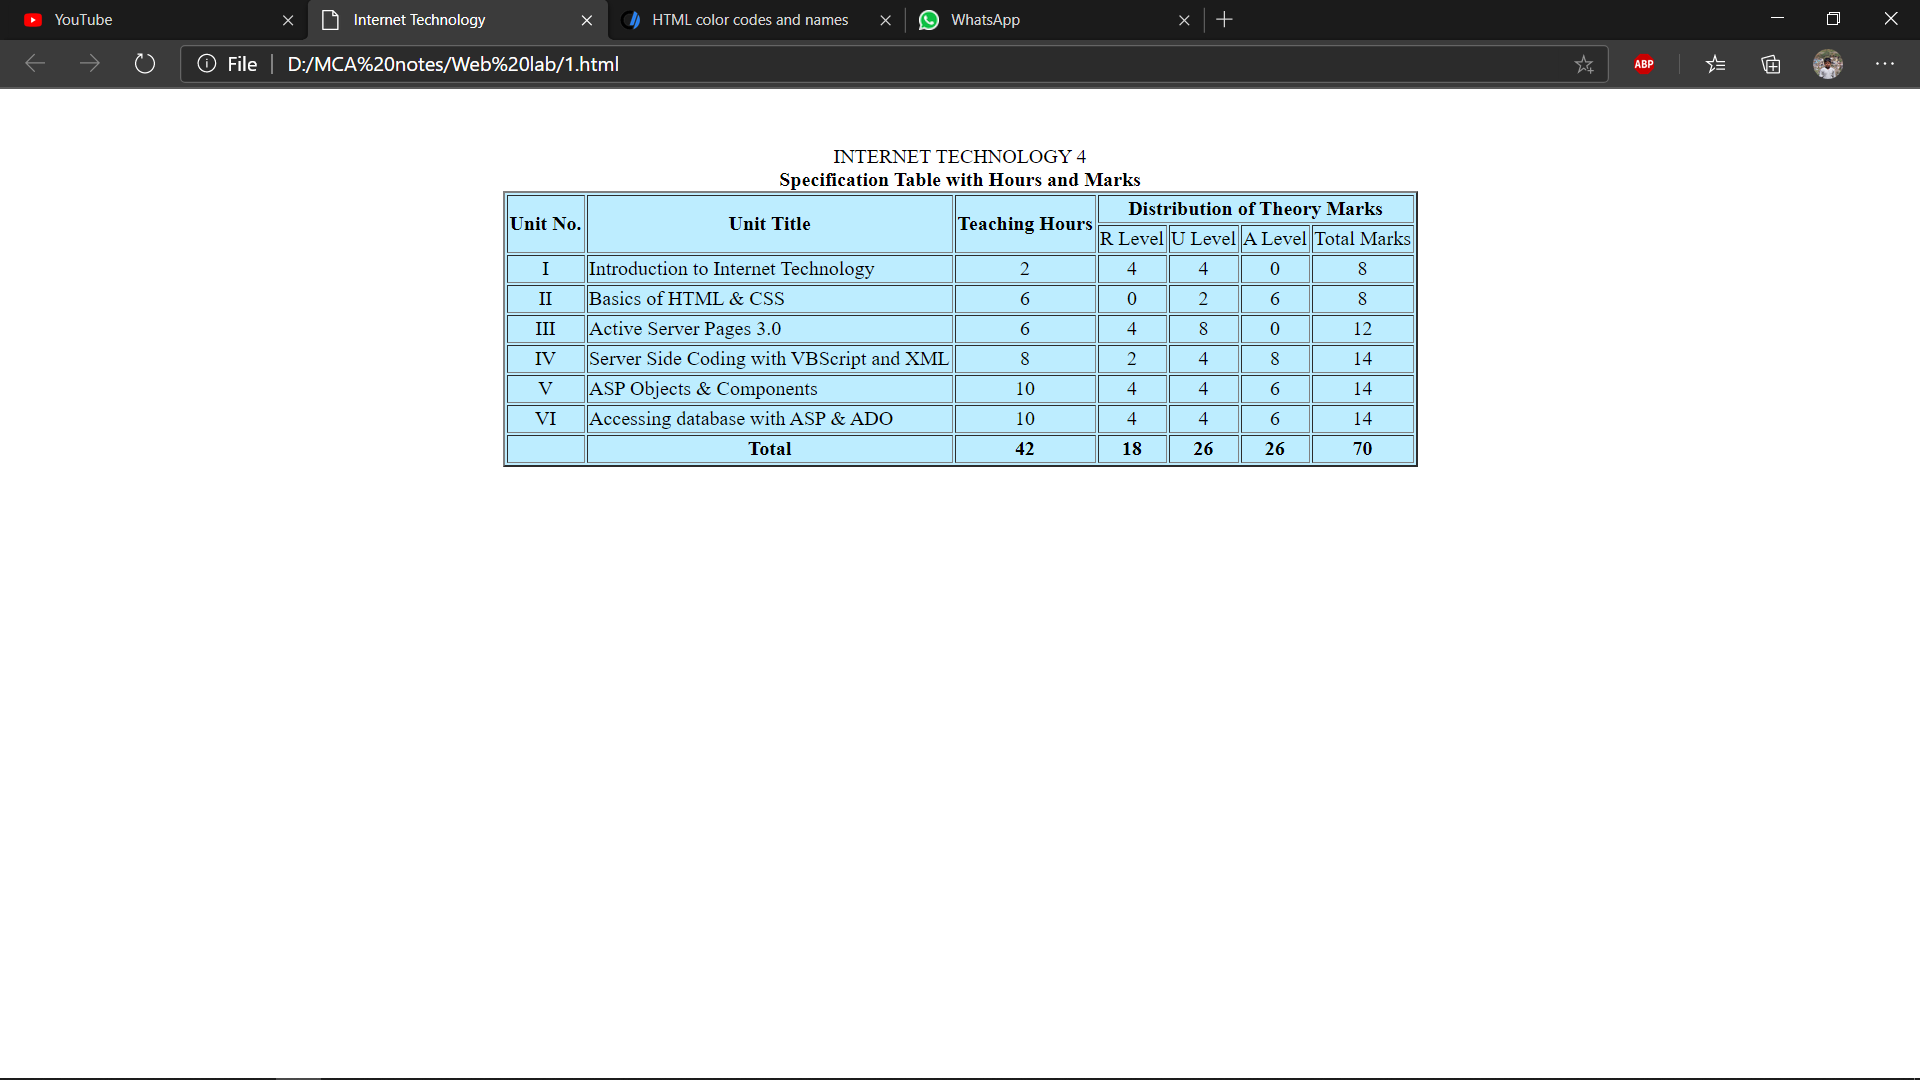 YouTube
Internet Technology
HTML color codes and names
WhatsApp
File
D:/MCA%20notes/Web%20lab/1.html
ABP
INTERNET TECHNOLOGY 4
Specification Table with Hours and Marks
Unit No. Unit Title Teaching Hours Distribution of Theory Marks
R Level U Level A Level Total Marks
I Introduction to Internet Technology 2 4 4 0 8
II Basics of HTML & CSS 6 0 2 6 8
III Active Server Pages 3.0 6 4 8 0 12
IV Server Side Coding with VBScript and XML 8 2 4 8 14
V ASP Objects & Components 10 4 4 6 14
VI Accessing database with ASP & ADO 10 4 4 6 14
Total 42 18 26 26 70